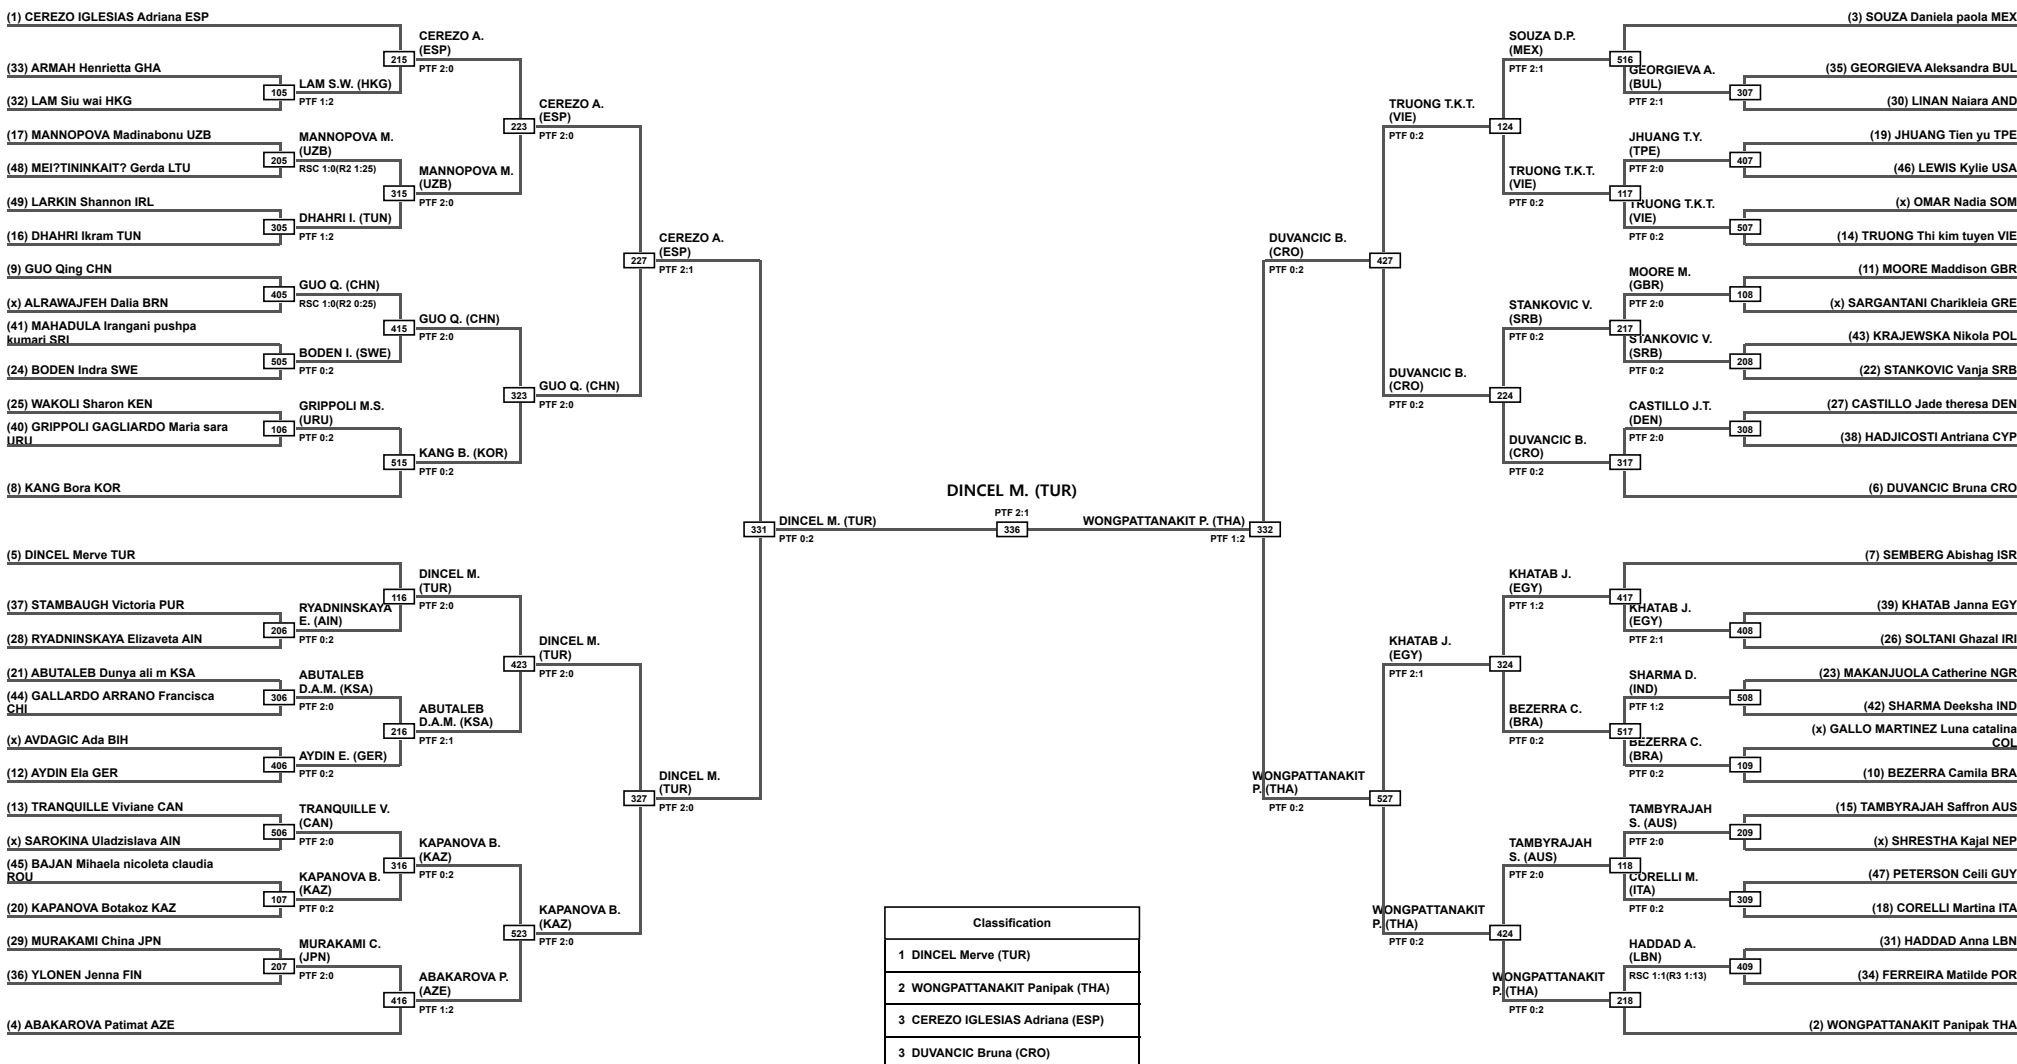 (1) CEREZO IGLESIAS Adriana ESP
(33) ARMAH Henrietta GHA
(32) LAM Siu wai HKG
(17) MANNOPOVA Madinabonu UZB
(48) MEI?TININKAIT? Gerda LTU
(49) LARKIN Shannon IRL
(16) DHAHRI Ikram TUN
(9) GUO Qing CHN
(x) ALRAWAJFEH Dalia BRN
(41) MAHADULA Irangani pushpa
kumari SRI
(24) BODEN Indra SWE
(25) WAKOLI Sharon KEN
(40) GRIPPOLI GAGLIARDO Maria sara
URU
(8) KANG Bora KOR
(5) DINCEL Merve TUR
(37) STAMBAUGH Victoria PUR
(28) RYADNINSKAYA Elizaveta AIN
(21) ABUTALEB Dunya ali m KSA
(44) GALLARDO ARRANO Francisca
CHI
(x) AVDAGIC Ada BIH
(12) AYDIN Ela GER
(13) TRANQUILLE Viviane CAN
(x) SAROKINA Uladzislava AIN
(45) BAJAN Mihaela nicoleta claudia
ROU
(20) KAPANOVA Botakoz KAZ
(29) MURAKAMI China JPN
(36) YLONEN Jenna FIN
(4) ABAKAROVA Patimat AZE
105
LAM S.W. (HKG)
PTF 1:2
205
MANNOPOVA M.
(UZB)
RSC 1:0(R2 1:25)
305
DHAHRI I. (TUN)
PTF 1:2
405
GUO Q. (CHN)
RSC 1:0(R2 0:25)
505
BODEN I. (SWE)
PTF 0:2
106
GRIPPOLI M.S.
(URU)
PTF 0:2
206
RYADNINSKAYA
E. (AIN)
PTF 0:2
306
ABUTALEB
D.A.M. (KSA)
PTF 2:0
406
AYDIN E. (GER)
PTF 0:2
506
TRANQUILLE V.
(CAN)
PTF 2:0
107
KAPANOVA B.
(KAZ)
PTF 0:2
207
MURAKAMI C.
(JPN)
PTF 2:0
215
CEREZO A.
(ESP)
PTF 2:0
315
MANNOPOVA M.
(UZB)
PTF 2:0
415
GUO Q. (CHN)
PTF 2:0
515
KANG B. (KOR)
PTF 0:2
116
DINCEL M.
(TUR)
PTF 2:0
216
ABUTALEB
D.A.M. (KSA)
PTF 2:1
316
KAPANOVA B.
(KAZ)
PTF 0:2
416
ABAKAROVA P.
(AZE)
PTF 1:2
223
CEREZO A.
(ESP)
PTF 2:0
323
GUO Q. (CHN)
PTF 2:0
423
DINCEL M.
(TUR)
PTF 2:0
523
KAPANOVA B.
(KAZ)
PTF 2:0
227
CEREZO A.
(ESP)
PTF 2:1
327
DINCEL M.
(TUR)
PTF 2:0
331
DINCEL M. (TUR)
PTF 0:2
DINCEL M. (TUR)
PTF 2:1
336
WONGPATTANAKIT P. (THA)
PTF 1:2
332
DUVANCIC B.
(CRO)
PTF 0:2
427
WONGPATTANAKIT
P. (THA)
PTF 0:2
527
TRUONG T.K.T.
(VIE)
PTF 0:2
124
DUVANCIC B.
(CRO)
PTF 0:2
224
KHATAB J.
(EGY)
PTF 2:1
324
WONGPATTANAKIT
P. (THA)
PTF 0:2
424
SOUZA D.P.
(MEX)
PTF 2:1
516
TRUONG T.K.T.
(VIE)
PTF 0:2
117
STANKOVIC V.
(SRB)
PTF 0:2
217
DUVANCIC B.
(CRO)
PTF 0:2
317
KHATAB J.
(EGY)
PTF 1:2
417
BEZERRA C.
(BRA)
PTF 0:2
517
TAMBYRAJAH
S. (AUS)
PTF 2:0
118
WONGPATTANAKIT
P. (THA)
PTF 0:2
218
GEORGIEVA A.
(BUL)
PTF 2:1
307
JHUANG T.Y.
(TPE)
PTF 2:0
407
TRUONG T.K.T.
(VIE)
PTF 0:2
507
MOORE M.
(GBR)
PTF 2:0
108
STANKOVIC V.
(SRB)
PTF 0:2
208
CASTILLO J.T.
(DEN)
PTF 2:0
308
KHATAB J.
(EGY)
PTF 2:1
408
SHARMA D.
(IND)
PTF 1:2
508
BEZERRA C.
(BRA)
PTF 0:2
109
TAMBYRAJAH
S. (AUS)
PTF 2:0
209
CORELLI M.
(ITA)
PTF 0:2
309
HADDAD A.
(LBN)
RSC 1:1(R3 1:13)
409
(3) SOUZA Daniela paola MEX
(35) GEORGIEVA Aleksandra BUL
(30) LINAN Naiara AND
(19) JHUANG Tien yu TPE
(46) LEWIS Kylie USA
(x) OMAR Nadia SOM
(14) TRUONG Thi kim tuyen VIE
(11) MOORE Maddison GBR
(x) SARGANTANI Charikleia GRE
(43) KRAJEWSKA Nikola POL
(22) STANKOVIC Vanja SRB
(27) CASTILLO Jade theresa DEN
(38) HADJICOSTI Antriana CYP
(6) DUVANCIC Bruna CRO
(7) SEMBERG Abishag ISR
(39) KHATAB Janna EGY
(26) SOLTANI Ghazal IRI
(23) MAKANJUOLA Catherine NGR
(42) SHARMA Deeksha IND
(x) GALLO MARTINEZ Luna catalina
COL
(10) BEZERRA Camila BRA
(15) TAMBYRAJAH Saffron AUS
(x) SHRESTHA Kajal NEP
(47) PETERSON Ceili GUY
(18) CORELLI Martina ITA
(31) HADDAD Anna LBN
(34) FERREIRA Matilde POR
(2) WONGPATTANAKIT Panipak THA
Classification
1 DINCEL Merve (TUR)
2 WONGPATTANAKIT Panipak (THA)
3 CEREZO IGLESIAS Adriana (ESP)
3 DUVANCIC Bruna (CRO)